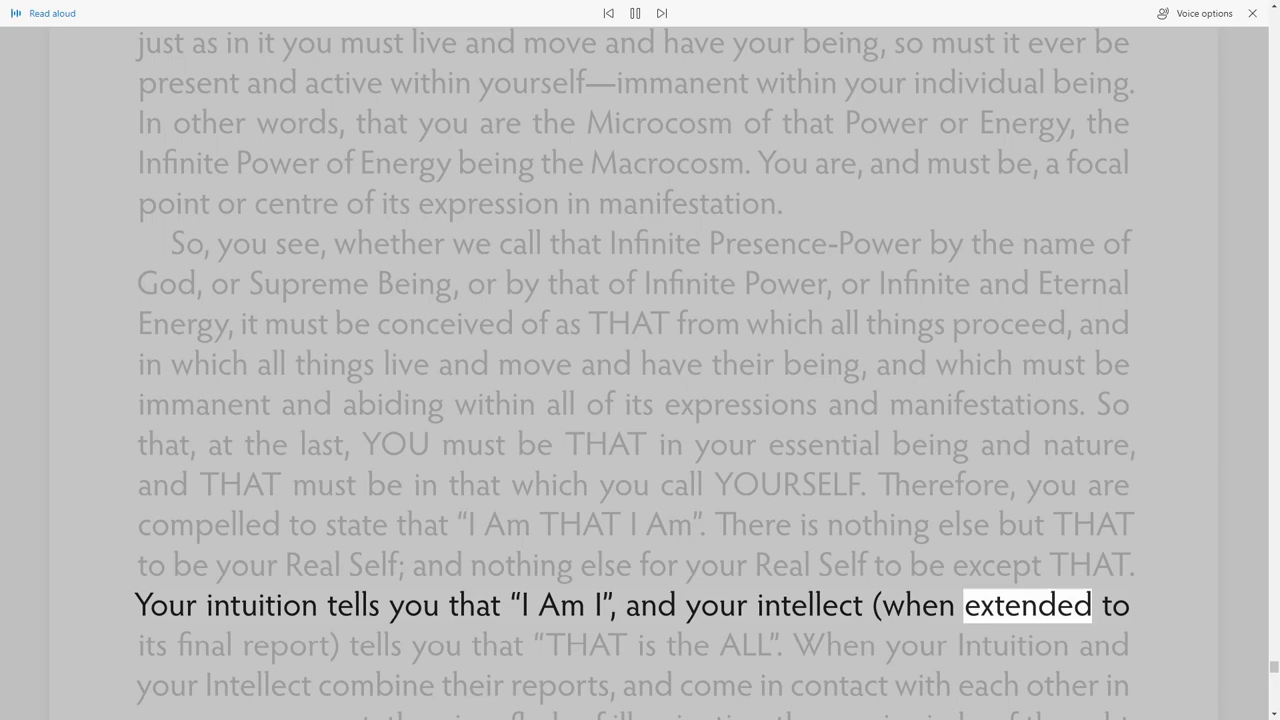 Read aloud
Voice options
just as in it you must live and move and have your being, so must it ever be
present and active within yourself—immanent within your individual being.
In other words, that you are the Microcosm of that Power or Energy, the
Infinite Power of Energy being the Macrocosm. You are, and must be, a focal
point or centre of its expression in manifestation.
So, you see, whether we call that Infinite Presence-Power by the name of
God, or Supreme Being, or by that of Infinite Power, or Infinite and Eternal
Energy, it must be conceived of as THAT from which all things proceed, and
in which all things live and move and have their being, and which must be
immanent and abiding within all of its expressions and manifestations. So
that, at the last, YOU must be THAT in your essential being and nature,
and THAT must be in that which you call YOURSELF. Therefore, you are
compelled to state that “I Am THAT I Am”. There is nothing else but THAT
to be your Real Self; and nothing else for your Real Self to be except THAT.
Your intuition tells you that “I Am I”, and your intellect (when extended to
its final report) tells you that “THAT is the ALL”. When your Intuition and
your Intellect combine their reports, and come in contact with each other in